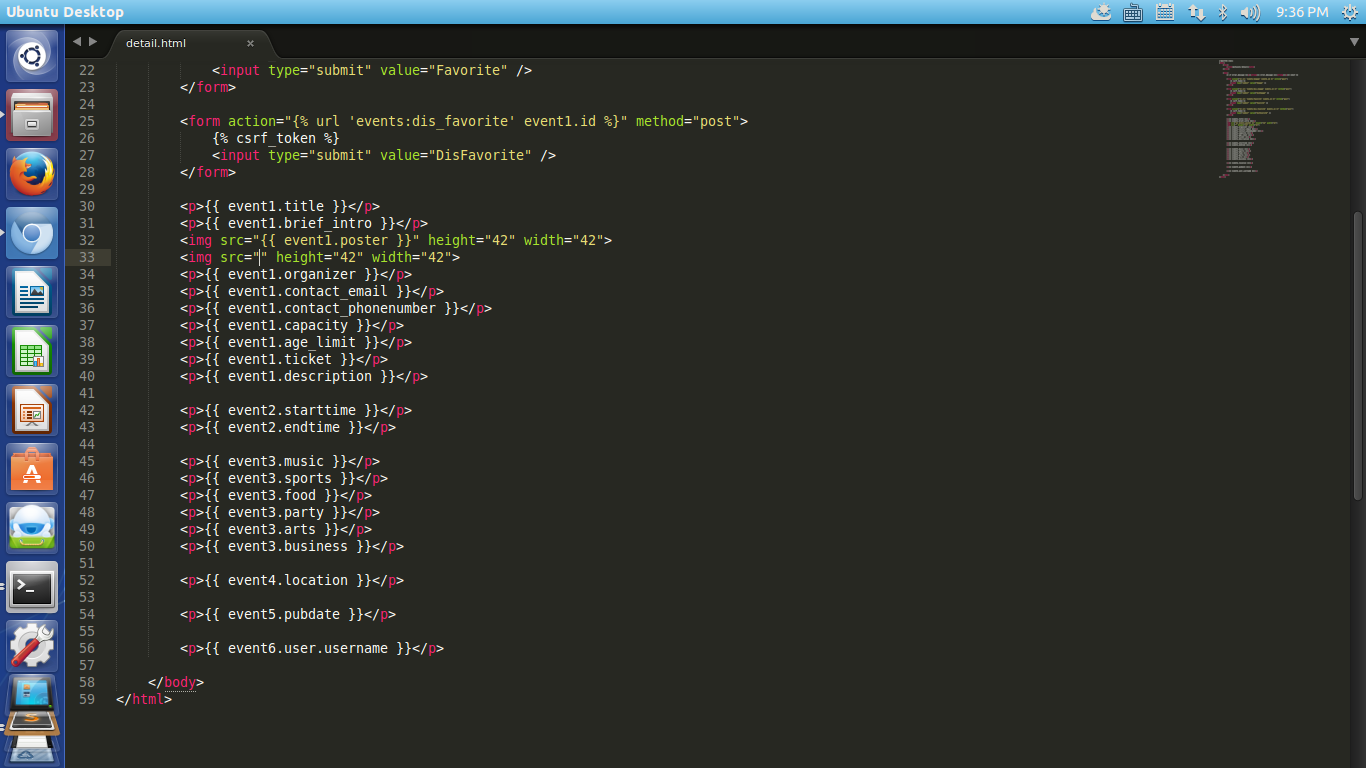 Ubuntu Desktop
9:36 PM
detail.html ×
22 <input type="submit" value="Favorite" />
23 </form>
24
25 <form action="{% url 'events:dis_favorite' event1.id %}" method="post">
26 {% csrf_token %}
27 <input type="submit" value="DisFavorite" />
28 </form>
29
30 <p>{{ event1.title }}</p>
31 <p>{{ event1.brief_intro }}</p>
32 <img src="{{ event1.poster }}" height="42" width="42">
33 <img src="" height="42" width="42">
34 <p>{{ event1.organizer }}</p>
35 <p>{{ event1.contact_email }}</p>
36 <p>{{ event1.contact_phonenumber }}</p>
37 <p>{{ event1.capacity }}</p>
38 <p>{{ event1.age_limit }}</p>
39 <p>{{ event1.ticket }}</p>
40 <p>{{ event1.description }}</p>
41
42 <p>{{ event2.starttime }}</p>
43 <p>{{ event2.endtime }}</p>
44
45 <p>{{ event3.music }}</p>
46 <p>{{ event3.sports }}</p>
47 <p>{{ event3.food }}</p>
48 <p>{{ event3.party }}</p>
49 <p>{{ event3.arts }}</p>
50 <p>{{ event3.business }}</p>
51
52 <p>{{ event4.location }}</p>
53
54 <p>{{ event5.pubdate }}</p>
55
56 <p>{{ event6.user.username }}</p>
57
58 </body>
59 </html>